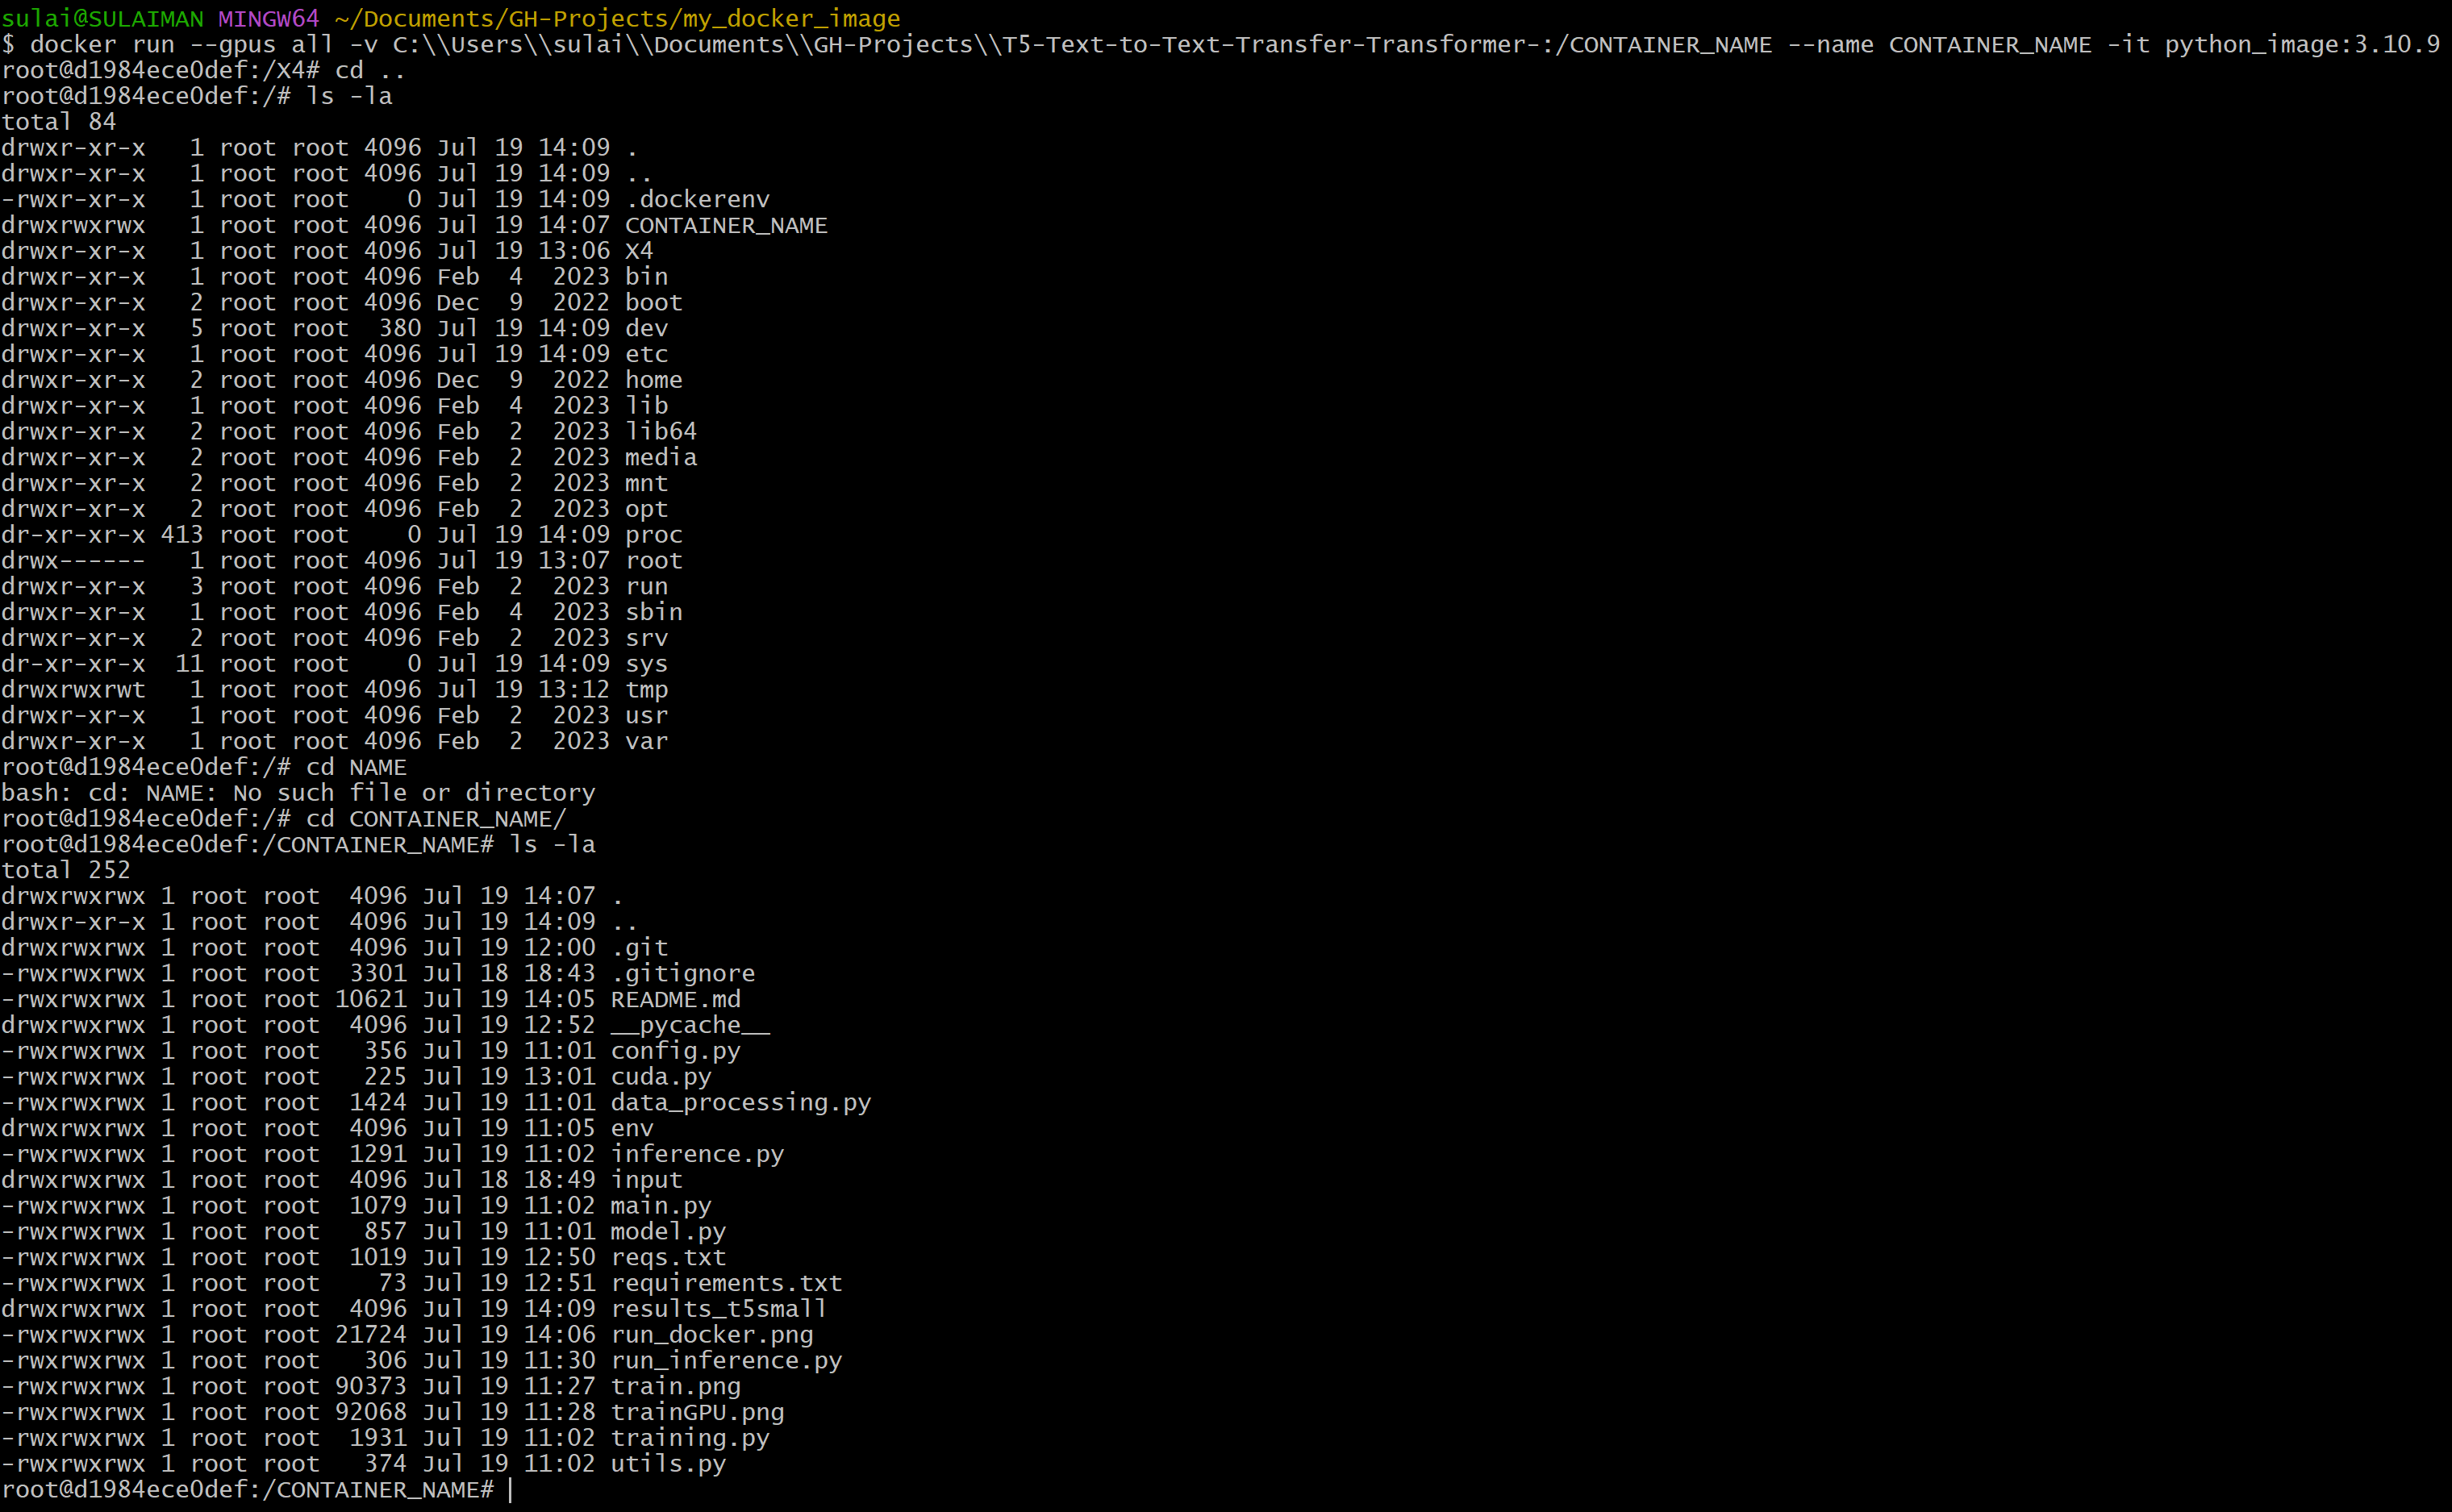 sulai@SULAIMAN MINGW64 ~/Documents/GH-Projects/my_docker_image
$ docker run --gpus all -v C:\\Users\\sulai\\Documents\\GH-Projects\\T5-Text-to-Text-Transfer-Transformer-:/CONTAINER_NAME --name CONTAINER_NAME -it python_image:3.10.9
root@d1984ece0def:/X4# cd ..
root@d1984ece0def:/# ls -la
total 84
drwxr-xr-x   1 root root 4096 Jul 19 14:09 .
drwxr-xr-x   1 root root 4096 Jul 19 14:09 ..
-rwxr-xr-x   1 root root    0 Jul 19 14:09 .dockerenv
drwxrwxrwx   1 root root 4096 Jul 19 14:07 CONTAINER_NAME
drwxr-xr-x   1 root root 4096 Jul 19 13:06 X4
drwxr-xr-x   1 root root 4096 Feb  4  2023 bin
drwxr-xr-x   2 root root 4096 Dec  9  2022 boot
drwxr-xr-x   5 root root  380 Jul 19 14:09 dev
drwxr-xr-x   1 root root 4096 Jul 19 14:09 etc
drwxr-xr-x   2 root root 4096 Dec  9  2022 home
drwxr-xr-x   1 root root 4096 Feb  4  2023 lib
drwxr-xr-x   2 root root 4096 Feb  2  2023 lib64
drwxr-xr-x   2 root root 4096 Feb  2  2023 media
drwxr-xr-x   2 root root 4096 Feb  2  2023 mnt
drwxr-xr-x   2 root root 4096 Feb  2  2023 opt
dr-xr-xr-x 413 root root    0 Jul 19 14:09 proc
drwx------   1 root root 4096 Jul 19 13:07 root
drwxr-xr-x   3 root root 4096 Feb  2  2023 run
drwxr-xr-x   1 root root 4096 Feb  4  2023 sbin
drwxr-xr-x   2 root root 4096 Feb  2  2023 srv
dr-xr-xr-x  11 root root    0 Jul 19 14:09 sys
drwxrwxrwt   1 root root 4096 Jul 19 13:12 tmp
drwxr-xr-x   1 root root 4096 Feb  2  2023 usr
drwxr-xr-x   1 root root 4096 Feb  2  2023 var
root@d1984ece0def:/# cd NAME
bash: cd: NAME: No such file or directory
root@d1984ece0def:/# cd CONTAINER_NAME/
root@d1984ece0def:/CONTAINER_NAME# ls -la
total 252
drwxrwxrwx 1 root root  4096 Jul 19 14:07 .
drwxr-xr-x 1 root root  4096 Jul 19 14:09 ..
drwxrwxrwx 1 root root  4096 Jul 19 12:00 .git
-rwxrwxrwx 1 root root  3301 Jul 18 18:43 .gitignore
-rwxrwxrwx 1 root root 10621 Jul 19 14:05 README.md
drwxrwxrwx 1 root root  4096 Jul 19 12:52 __pycache__
-rwxrwxrwx 1 root root   356 Jul 19 11:01 config.py
-rwxrwxrwx 1 root root   225 Jul 19 13:01 cuda.py
-rwxrwxrwx 1 root root  1424 Jul 19 11:01 data_processing.py
drwxrwxrwx 1 root root  4096 Jul 19 11:05 env
-rwxrwxrwx 1 root root  1291 Jul 19 11:02 inference.py
drwxrwxrwx 1 root root  4096 Jul 18 18:49 input
-rwxrwxrwx 1 root root  1079 Jul 19 11:02 main.py
-rwxrwxrwx 1 root root   857 Jul 19 11:01 model.py
-rwxrwxrwx 1 root root  1019 Jul 19 12:50 reqs.txt
-rwxrwxrwx 1 root root    73 Jul 19 12:51 requirements.txt
drwxrwxrwx 1 root root  4096 Jul 19 14:09 results_t5small
-rwxrwxrwx 1 root root 21724 Jul 19 14:06 run_docker.png
-rwxrwxrwx 1 root root   306 Jul 19 11:30 run_inference.py
-rwxrwxrwx 1 root root 90373 Jul 19 11:27 train.png
-rwxrwxrwx 1 root root 92068 Jul 19 11:28 trainGPU.png
-rwxrwxrwx 1 root root  1931 Jul 19 11:02 training.py
-rwxrwxrwx 1 root root   374 Jul 19 11:02 utils.py
root@d1984ece0def:/CONTAINER_NAME#